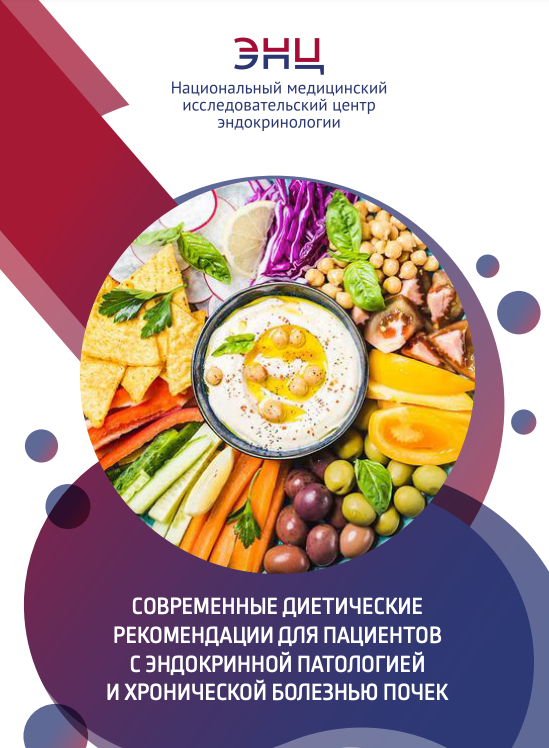 ЭНЦ
Национальный медицинский
исследовательский центр
эндокринологии
СОВРЕМЕННЫЕ ДИЕТИЧЕСКИЕ
РЕКОМЕНДАЦИИ ДЛЯ ПАЦИЕНТОВ
С ЭНДОКРИННОЙ ПАТОЛОГИЕЙ
И ХРОНИЧЕСКОЙ БОЛЕЗНЬЮ ПОЧЕК